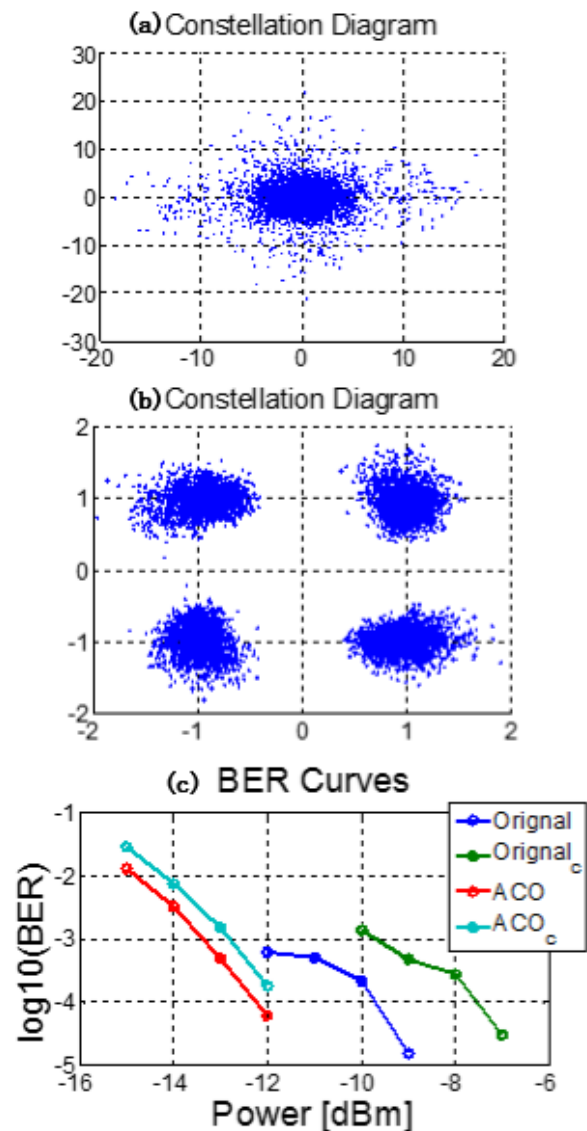 (a) Constellation Diagram
30
20
10
0
-10
-20
-30
-20 -10 0 10 20
(b) Constellation Diagram
2
1
0
-1
-2
-2 -1 0 1 2
(c) BER Curves
-1
-2
-3
-4
-5
log10(BER)
Orignal
Orignal c
ACO
ACO c
-16 -14 -12 -10 -8 -6
Power [dBm]